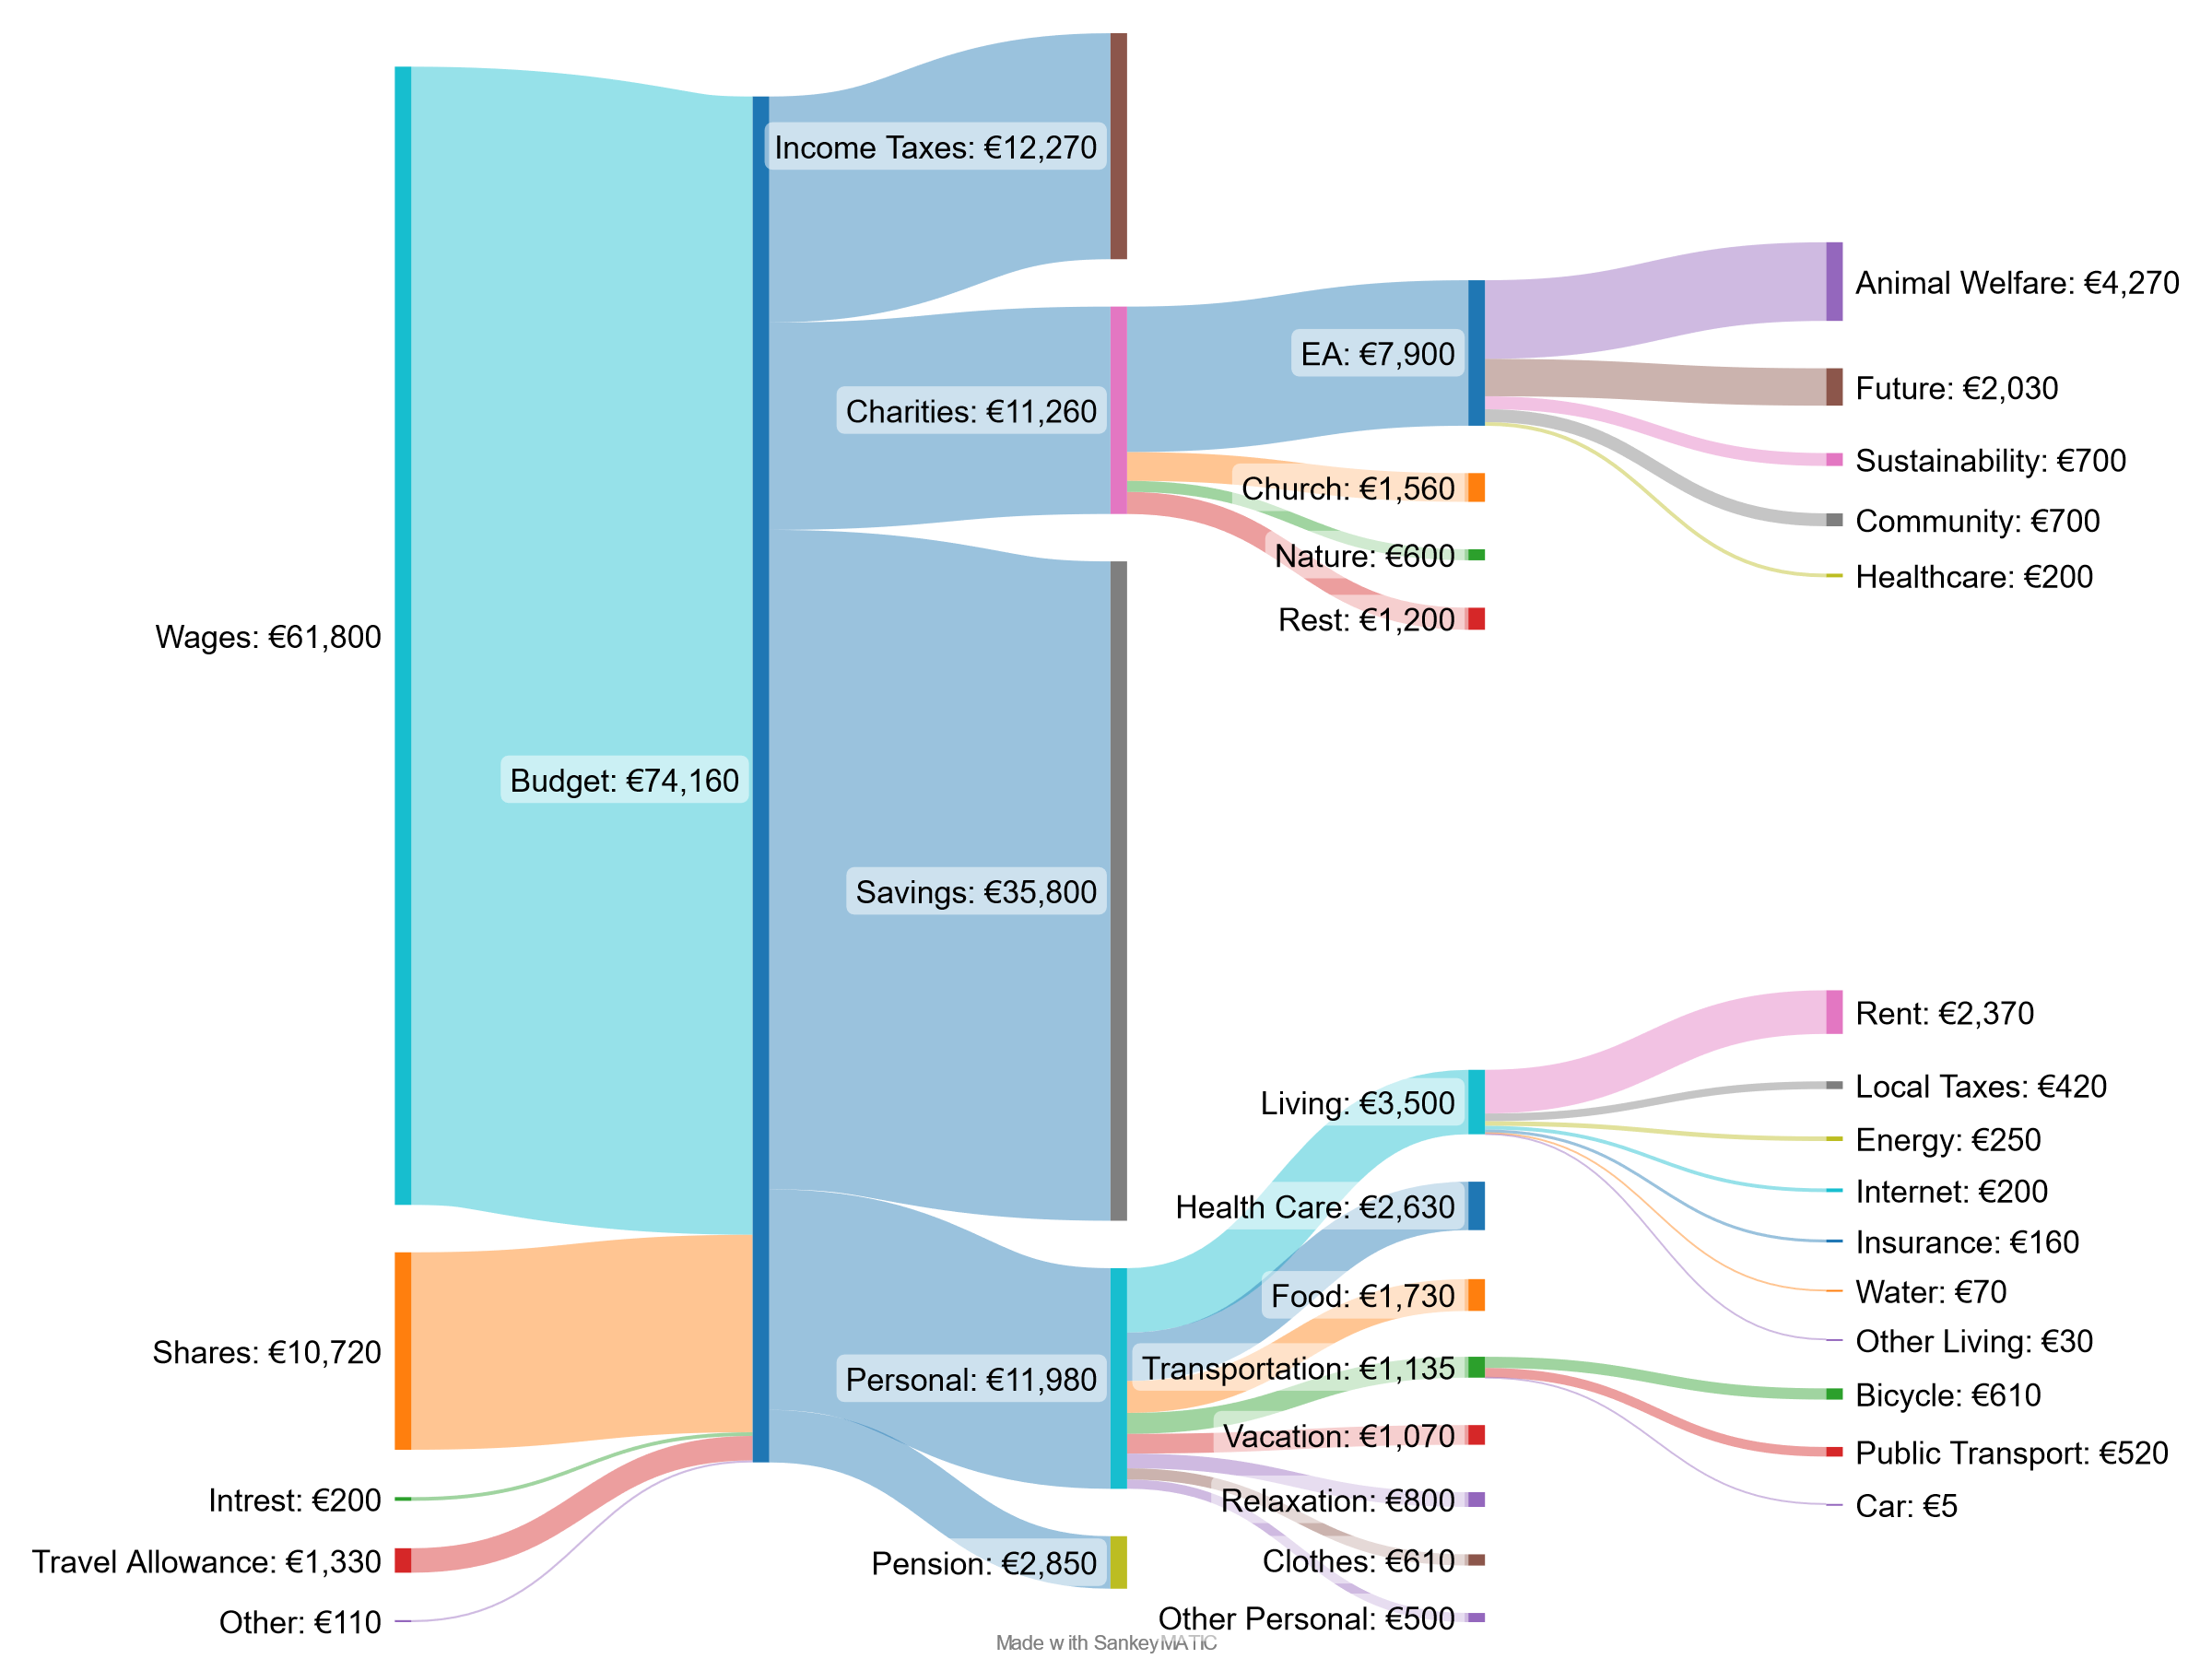 Wages: €61,800
Shares: €10,720
Intrest: €200
Travel Allowance: €1,330
Other: €110
Budget: €74,160
Income Taxes: €12,270
Charities: €11,260
Savings: €35,800
Personal: €11,980
Pension: €2,850
EA: €7,900
Church: €1,560
Nature: €600
Rest: €1,200
Living: €3,500
Health Care: €2,630
Food: €1,730
Transportation: €1,135
Vacation: €1,070
Relaxation: €800
Clothes: €610
Other Personal: €500
Animal Welfare: €4,270
Future: €2,030
Sustainability: €700
Community: €700
Healthcare: €200
Rent: €2,370
Local Taxes: €420
Energy: €250
Internet: €200
Insurance: €160
Water: €70
Other Living: €30
Bicycle: €610
Public Transport: €520
Car: €5
Made with SankeyMATIC